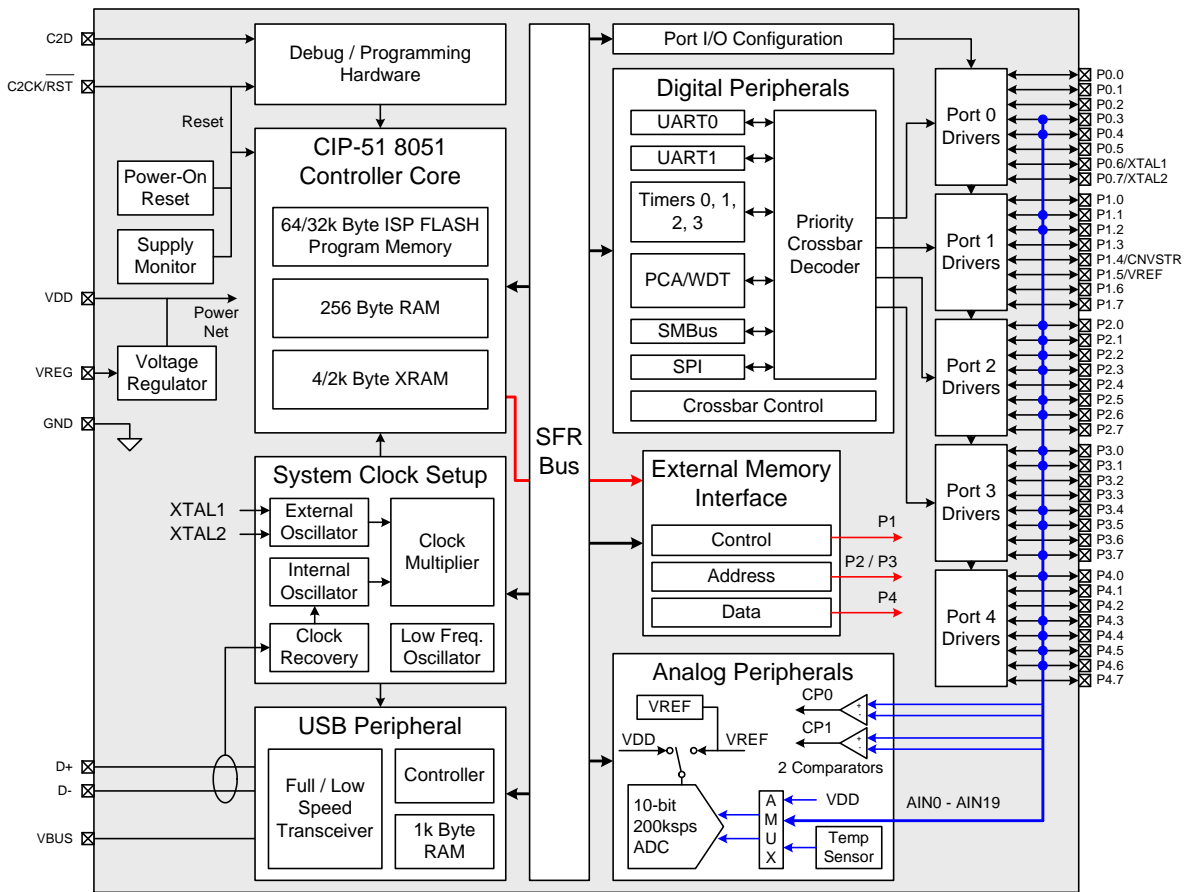 C2D
C2CK/RST
Debug / Programming
Hardware
Reset
Power-On
Reset
Supply
Monitor
VDD
Power
Net
VREG
Voltage
Regulator
GND
CIP-51 8051
Controller Core
64/32k Byte ISP FLASH
Program Memory
256 Byte RAM
4/2k Byte XRAM
System Clock Setup
XTAL1
XTAL2
External
Oscillator
Internal
Oscillator
Clock
Multiplier
Clock
Recovery
Low Freq.
Oscillator
USB Peripheral
D+
D-
VBUS
Full / Low
Speed
Transceiver
Controller
1k Byte
RAM
SFR
Bus
Port I/O Configuration
Digital Peripherals
UART0
UART1
Timers 0, 1,
2, 3
PCA/WDT
SMBus
SPI
Priority
Crossbar
Decoder
Crossbar Control
External Memory
Interface
Control
Address
Data
P1
P2 / P3
P4
Analog Peripherals
VREF
VDD
VREF
CP0
+
-
CP1
+
-
2 Comparators
10-bit
200ksps
ADC
A
M
U
X
VDD
Temp
Sensor
AIN0 - AIN19
Port 0
Drivers
Port 1
Drivers
Port 2
Drivers
Port 3
Drivers
Port 4
Drivers
P0.0
P0.1
P0.2
P0.3
P0.4
P0.5
P0.6/XTAL1
P0.7/XTAL2
P1.0
P1.1
P1.2
P1.3
P1.4/CNVSTR
P1.5/VREF
P1.6
P1.7
P2.0
P2.1
P2.2
P2.3
P2.4
P2.5
P2.6
P2.7
P3.0
P3.1
P3.2
P3.3
P3.4
P3.5
P3.6
P3.7
P4.0
P4.1
P4.2
P4.3
P4.4
P4.5
P4.6
P4.7